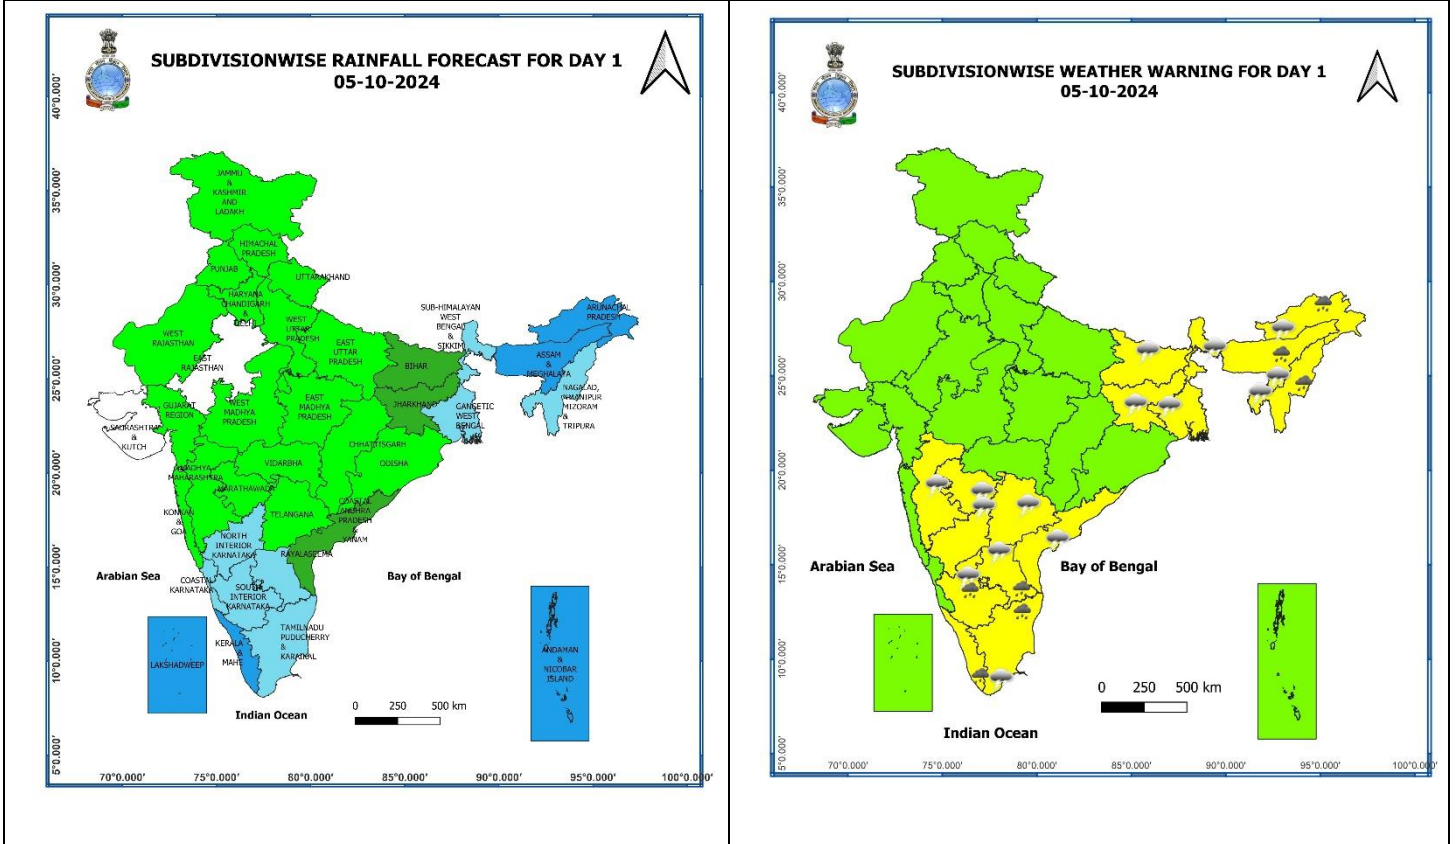 SUBDIVISIONWISE RAINFALL FORECAST FOR DAY 1
05-10-2024
40°0.000'
35°0.000'
30°0.000'
25°0.000'
20°0.000'
15°0.000'
10°0.000'
5°0.000'
JAMMU
&
KASHMIR
AND
LADAKH
HIMACHAL
PRADESH
PUNJAB
UTTARAKHAND
HARYANA
CHANDIGARH
&
DELHI
WEST
UTTAR
PRADESH
WEST
RAJASTHAN
EAST
RAJASTHAN
EAST
UTTAR
PRADESH
SUB-HIMALAYAN
WEST
BENGAL
&
SIKKIM
ARUNACHAL
PRADESH
ASSAM
&
MEGHALAYA
NAGALAD,
MANIPUR
MIZORAM
&
TRIPURA
BIHAR
JHARKHAND
GANGETIC
WEST
BENGAL
GUJARAT
REGION
SAURASHTRA
&
KUTCH
WEST
MADHYA
PRADESH
EAST
MADHYA
PRADESH
CHHATTISGARH
ODISHA
VIDARBHA
MADHYA
MAHARASHTRA
MARATHAWADA
KONKAN
&
GOA
TELANGANA
COASTAL
ANDHRA
PRADESH
&
YANAM
NORTH
INTERIOR
KARNATAKA
RAYALASEEMA
COASTAL
KARNATAKA
SOUTH
INTERIOR
KARNATAKA
TAMILNADU
PUDUCHERRY
&
KARAIKAL
KERALA
&
MAHE
LAKSHADWEEP
ANDAMAN
&
NICOBAR
ISLAND
Arabian Sea
Bay of Bengal
Indian Ocean
0 250 500 km
70°0.000' 75°0.000' 80°0.000' 85°0.000' 90°0.000' 95°0.000' 100°0.000'
SUBDIVISIONWISE WEATHER WARNING FOR DAY 1
05-10-2024
40°0.000'
35°0.000'
30°0.000'
25°0.000'
20°0.000'
15°0.000'
10°0.000'
5°0.000'
Arabian Sea
Bay of Bengal
Indian Ocean
0 250 500 km
70°0.000' 75°0.000' 80°0.000' 85°0.000' 90°0.000' 95°0.000' 100°0.000'